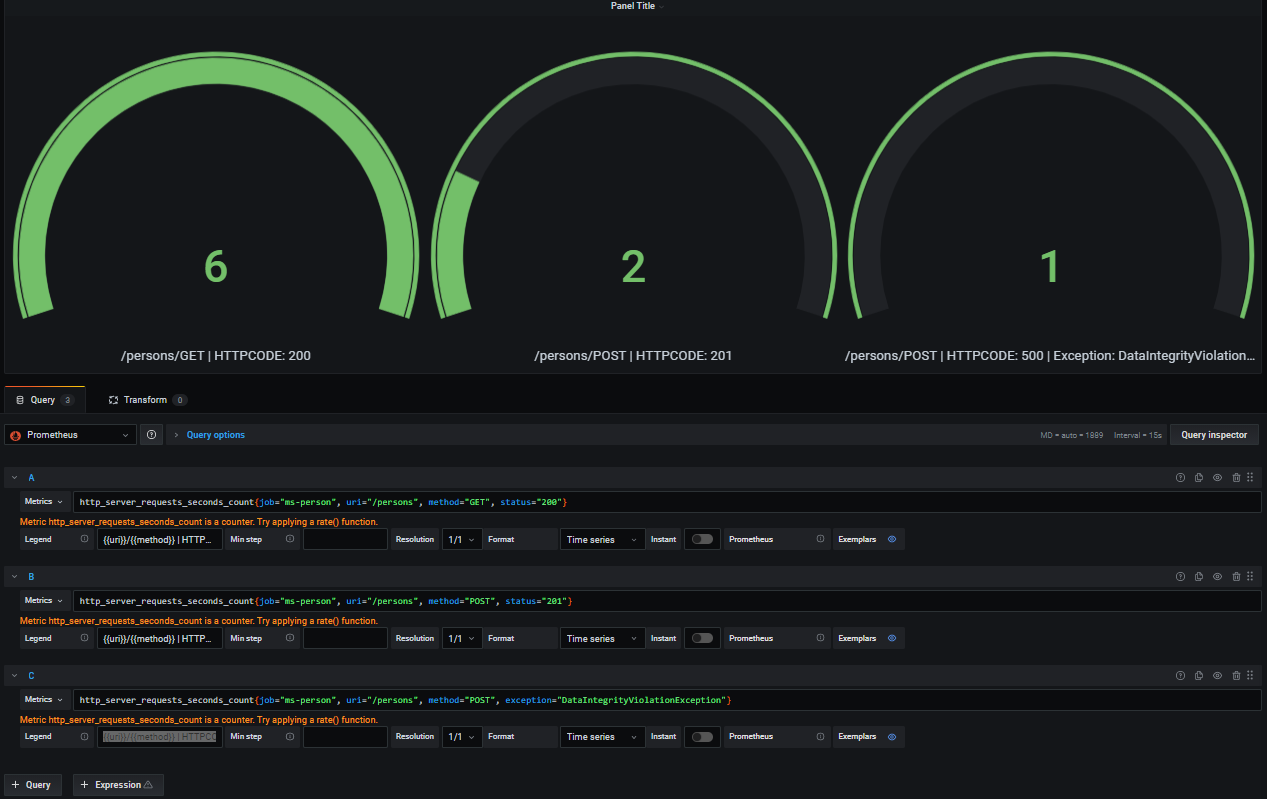 Panel Title
6
2
1
/persons/GET | HTTPCODE: 200
/persons/POST | HTTPCODE: 201
/persons/POST | HTTPCODE: 500 | Exception: DataIntegrityViolation...
Query 3
Transform 0
Prometheus
Query options
MD = auto = 1889 Interval = 15s
Query inspector
A
Metrics http_server_requests_seconds_count{job="ms-person", uri="/persons", method="GET", status="200"}
Metric http_server_requests_seconds_count is a counter. Try applying a rate() function.
Legend {{uri}}/{{method}} | HTTP... Min step Resolution 1/1 Format Time series Instant Prometheus Exemplars
B
Metrics http_server_requests_seconds_count{job="ms-person", uri="/persons", method="POST", status="201"}
Metric http_server_requests_seconds_count is a counter. Try applying a rate() function.
Legend {{uri}}/{{method}} | HTTP... Min step Resolution 1/1 Format Time series Instant Prometheus Exemplars
C
Metrics http_server_requests_seconds_count{job="ms-person", uri="/persons", method="POST", exception="DataIntegrityViolationException"}
Metric http_server_requests_seconds_count is a counter. Try applying a rate() function.
Legend {{uri}}/{{method}} | HTTPCO Min step Resolution 1/1 Format Time series Instant Prometheus Exemplars
+ Query + Expression